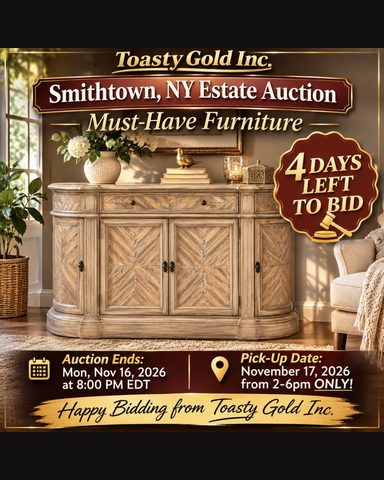 Toasty Gold Inc.
Smithtown, NY Estate Auction
Must-Have Furniture
4 DAYS
LEFT
TO BID
Auction Ends:
Mon, Nov 16, 2026
at 8:00 PM EDT
Pick-Up Date:
November 17, 2026
from 2-6pm ONLY!
Happy Bidding from Toasty Gold Inc.